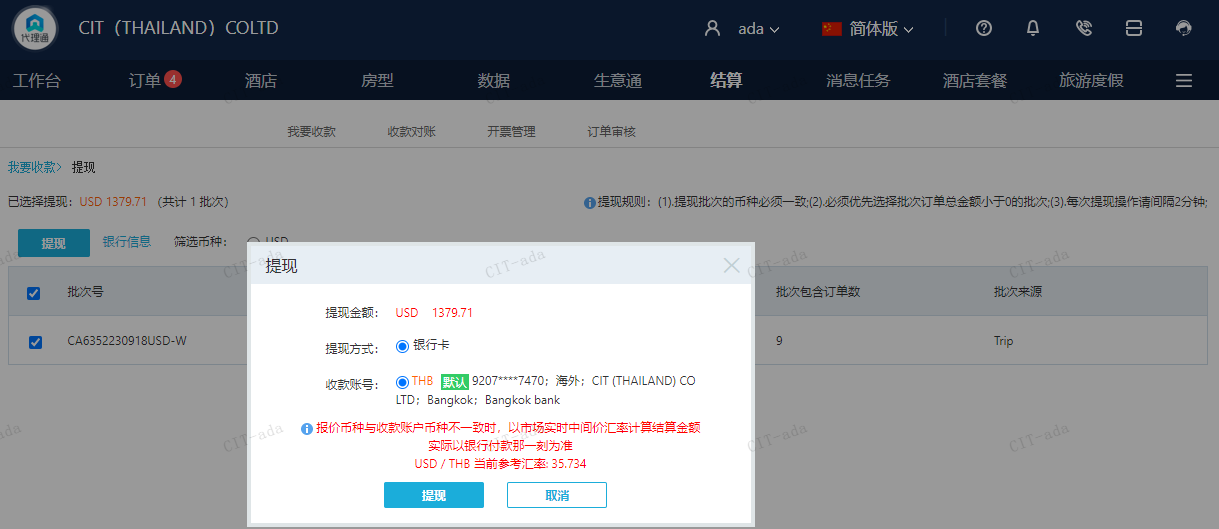 代理通
CIT（THAILAND）COLTD
ada
简体版
工作台
订单 4
酒店
房型
数据
生意通
结算
消息任务
酒店套餐
旅游度假
我要收款
收款对账
开票管理
订单审核
我要收款> 提现
已选择提现：USD 1379.71 （共计 1 批次）
提现规则：(1).提现批次的币种必须一致;(2).必须优先选择批次订单总金额小于0的批次;(3).每次提现操作请间隔2分钟;
提现
银行信息
筛选币种：
USD
批次号
批次包含订单数
批次来源
CA6352230918USD-W
9
Trip
提现
提现金额： USD 1379.71
提现方式： 银行卡
收款账号： THB 默认 9207****7470；海外；CIT (THAILAND) CO
LTD；Bangkok；Bangkok bank
报价币种与收款账户币种不一致时，以市场实时中间价汇率计算结算金额
实际以银行付款那一刻为准
USD / THB 当前参考汇率: 35.734
提现
取消
CIT-ada
CIT-ada
CIT-ada
CIT-ada
CIT-ada
CIT-ada